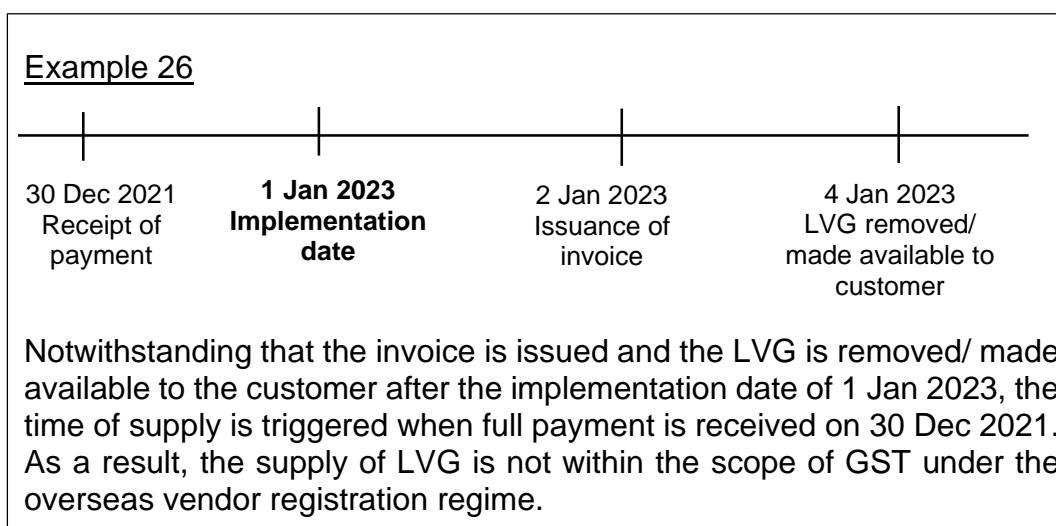 Example 26
30 Dec 2021
Receipt of
payment
1 Jan 2023
Implementation
date
2 Jan 2023
Issuance of
invoice
4 Jan 2023
LVG removed/
made available to
customer
Notwithstanding that the invoice is issued and the LVG is removed/ made
available to the customer after the implementation date of 1 Jan 2023, the
time of supply is triggered when full payment is received on 30 Dec 2021.
As a result, the supply of LVG is not within the scope of GST under the
overseas vendor registration regime.